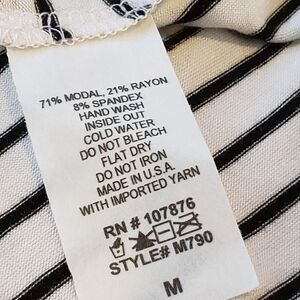 71% MODAL, 21% RAYON
8% SPANDEX
HAND WASH
INSIDE OUT
COLD WATER
DO NOT BLEACH
FLAT DRY
DO NOT IRON
MADE IN U.S.A.
WITH IMPORTED YARN
RN # 107876
STYLE# M790
M